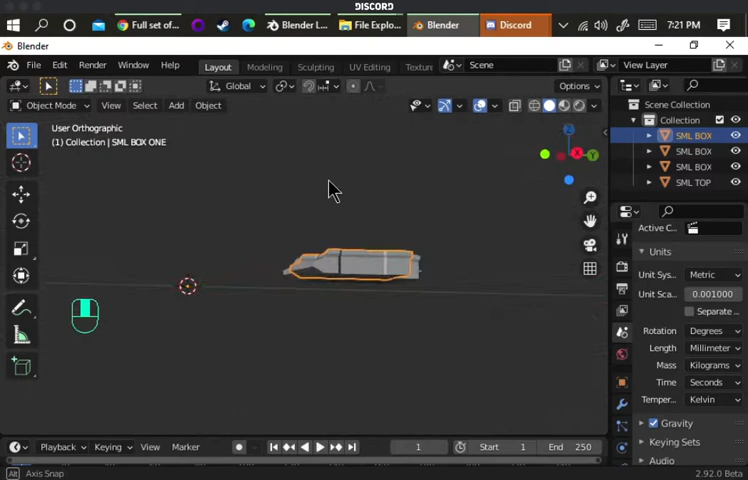 DISCORD
Full set of...
Blender L...
File Explo...
Blender
Discord
7:21 PM
Blender
File Edit Render Window Help Layout Modeling Sculpting UV Editing Textur
Scene
View Layer
Global
Options
Object Mode View Select Add Object
User Orthographic
(1) Collection | SML BOX ONE
Scene Collection
Collection
SML BOX
SML BOX
SML BOX
SML TOP
Active C...
Units
Unit Sys... Metric
Unit Sca... 0.001000
Separate ...
Rotation Degrees
Length Millimeter
Mass Kilograms
Time Seconds
Temper... Kelvin
Gravity
Keying Sets
Audio
X
Y
Z
Playback Keying View Marker
1
Start 1
End 250
Alt Axis Snap
2.92.0 Beta